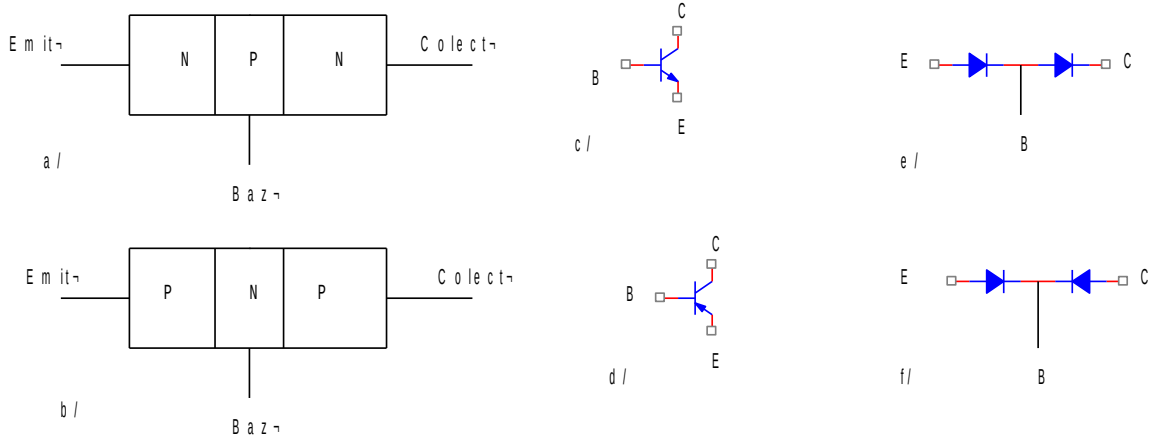 Emit¬ N P N Colect¬
a/
Baz¬
C
B
E
c/
E C
B
e/
Emit¬ P N P Colect¬
b/
Baz¬
C
B
E
d/
E C
B
f/